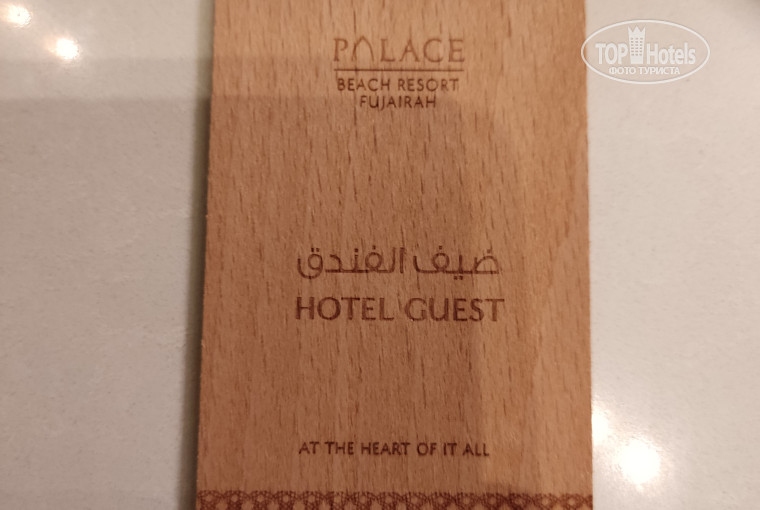 PALACE
BEACH RESORT
FUJAIRAH
ضيف الفندق
HOTEL GUEST
AT THE HEART OF IT ALL
TOP Hotels
ФОТО ТУРИСТА